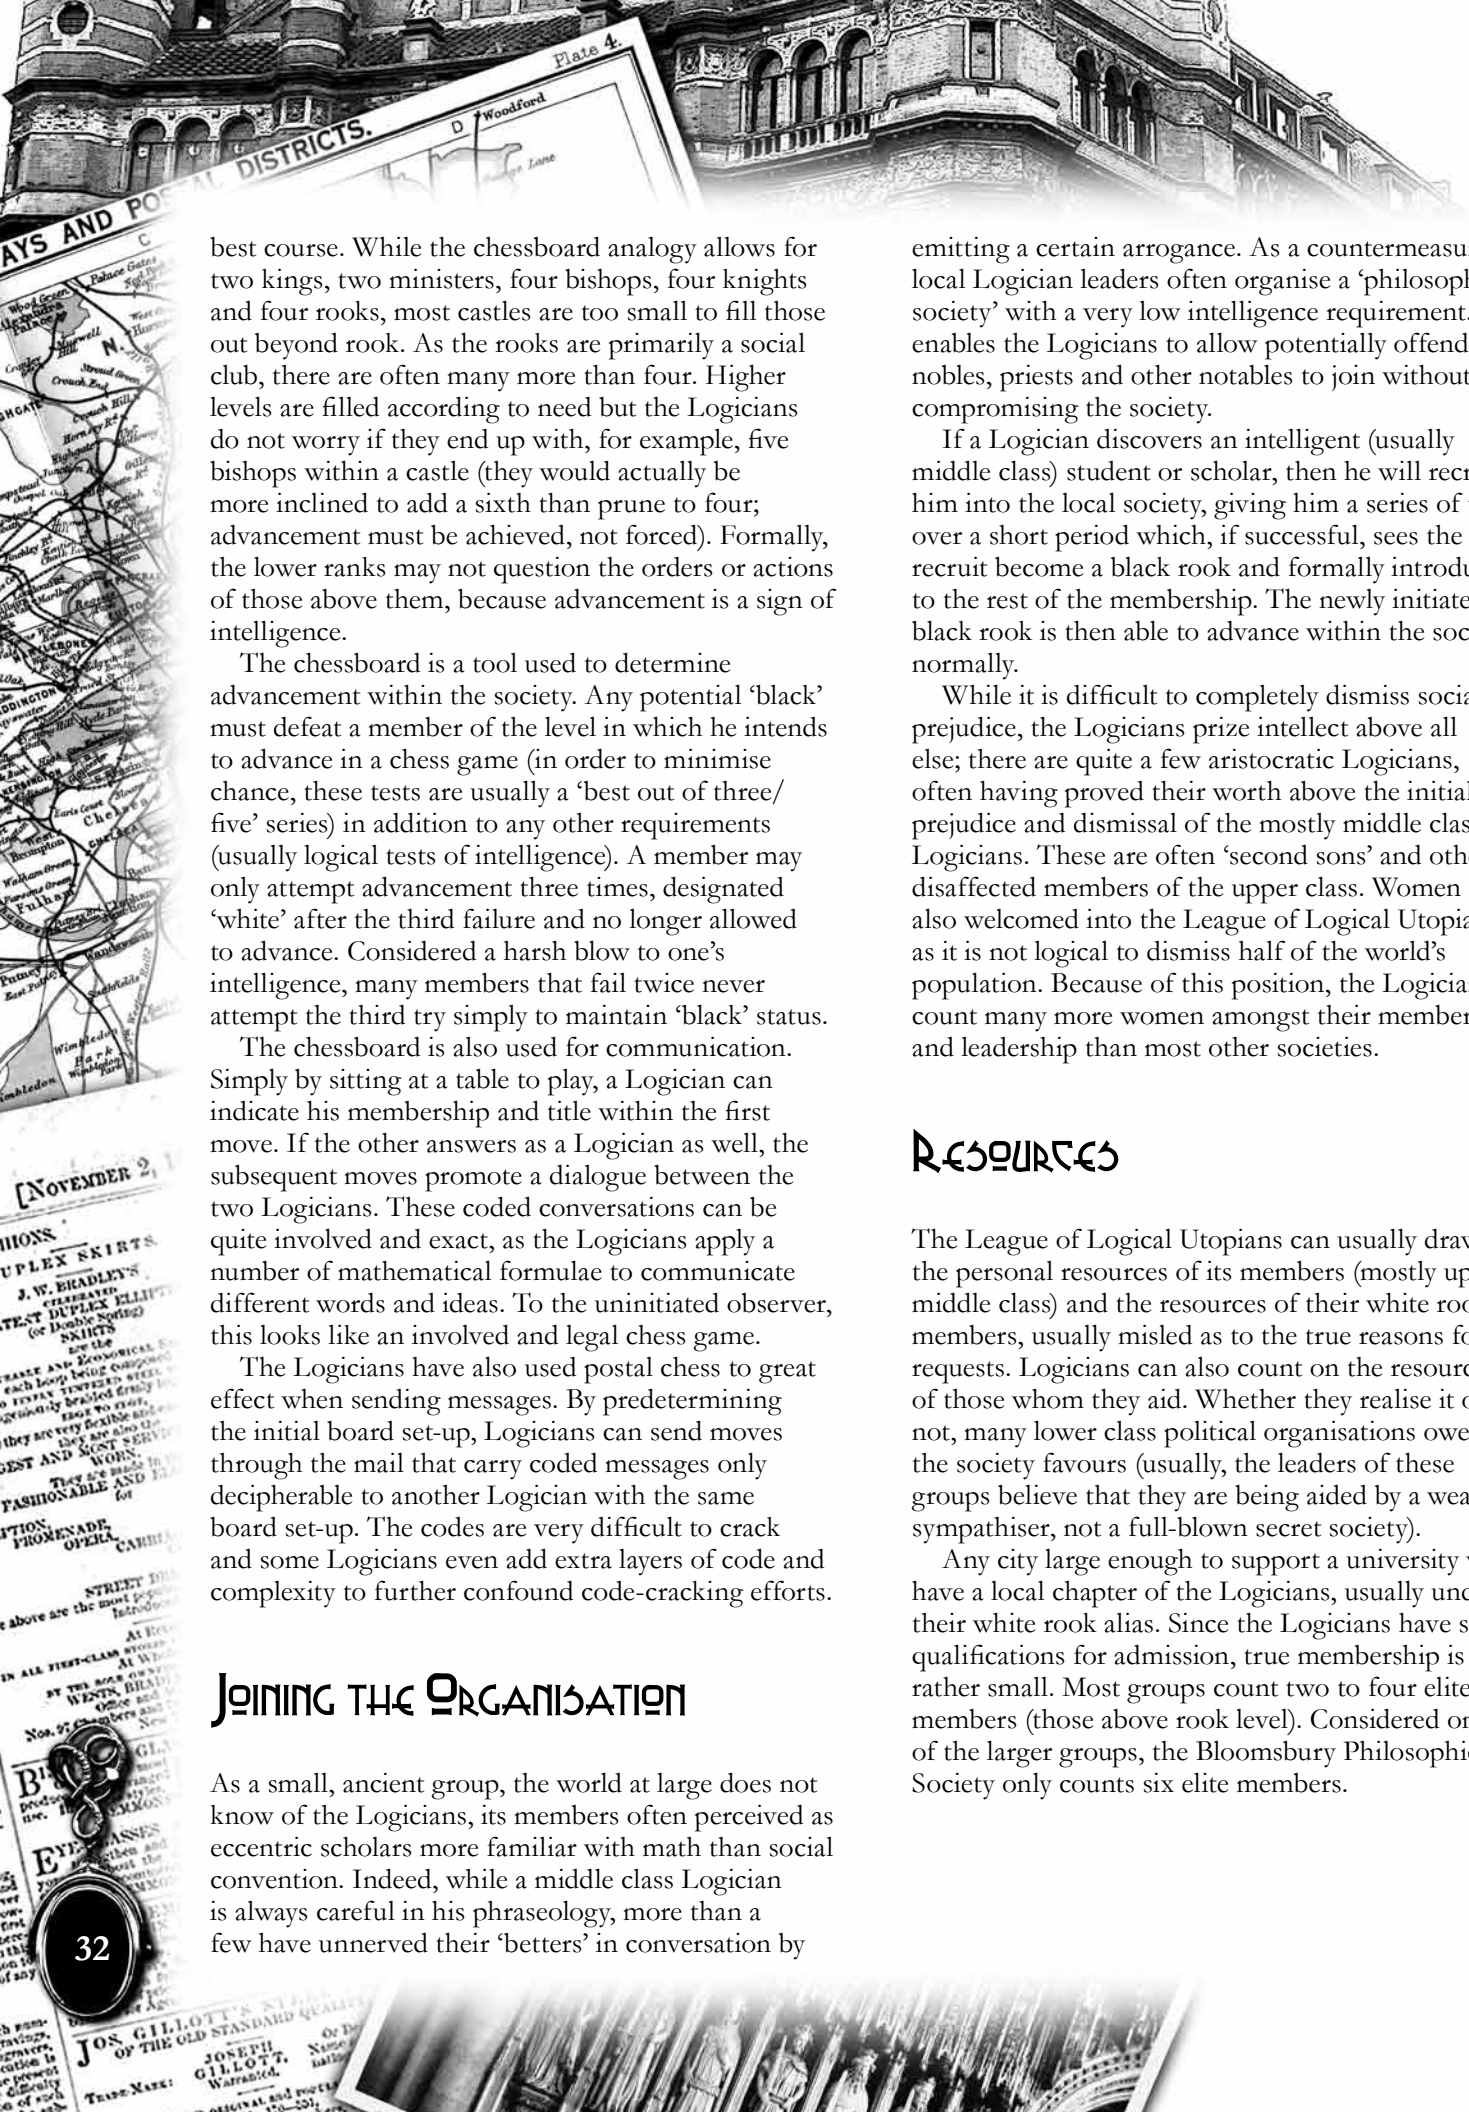 Plate 4.
AYS AND POSTAL DISTRICTS.
D
Woodford
C
best course. While the chessboard analogy allows for
two kings, two ministers, four bishops, four knights
and four rooks, most castles are too small to fill those
out beyond rook. As the rooks are primarily a social
club, there are often many more than four. Higher
levels are filled according to need but the Logicians
do not worry if they end up with, for example, five
bishops within a castle (they would actually be
more inclined to add a sixth than prune to four;
advancement must be achieved, not forced). Formally,
the lower ranks may not question the orders or actions
of those above them, because advancement is a sign of
intelligence.
The chessboard is a tool used to determine
advancement within the society. Any potential ‘black’
must defeat a member of the level in which he intends
to advance in a chess game (in order to minimise
chance, these tests are usually a ‘best out of three/
five’ series) in addition to any other requirements
(usually logical tests of intelligence). A member may
only attempt advancement three times, designated
‘white’ after the third failure and no longer allowed
to advance. Considered a harsh blow to one’s
intelligence, many members that fail twice never
attempt the third try simply to maintain ‘black’ status.
The chessboard is also used for communication.
Simply by sitting at a table to play, a Logician can
indicate his membership and title within the first
move. If the other answers as a Logician as well, the
subsequent moves promote a dialogue between the
two Logicians. These coded conversations can be
quite involved and exact, as the Logicians apply a
number of mathematical formulae to communicate
different words and ideas. To the uninitiated observer,
this looks like an involved and legal chess game.
The Logicians have also used postal chess to great
effect when sending messages. By predetermining
the initial board set-up, Logicians can send moves
through the mail that carry coded messages only
decipherable to another Logician with the same
board set-up. The codes are very difficult to crack
and some Logicians even add extra layers of code and
complexity to further confound code-cracking efforts.
Joining the Organisation
As a small, ancient group, the world at large does not
know of the Logicians, its members often perceived as
eccentric scholars more familiar with math than social
convention. Indeed, while a middle class Logician
is always careful in his phraseology, more than a
few have unnerved their ‘betters’ in conversation by
emitting a certain arrogance. As a countermeasu
local Logician leaders often organise a ‘philosoph
society’ with a very low intelligence requirement.
enables the Logicians to allow potentially offend
nobles, priests and other notables to join without
compromising the society.
If a Logician discovers an intelligent (usually
middle class) student or scholar, then he will recr
him into the local society, giving him a series of
over a short period which, if successful, sees the
recruit become a black rook and formally introdu
to the rest of the membership. The newly initiate
black rook is then able to advance within the soc
normally.
While it is difficult to completely dismiss socia
prejudice, the Logicians prize intellect above all
else; there are quite a few aristocratic Logicians,
often having proved their worth above the initial
prejudice and dismissal of the mostly middle clas
Logicians. These are often ‘second sons’ and oth
disaffected members of the upper class. Women
also welcomed into the League of Logical Utopia
as it is not logical to dismiss half of the world’s
population. Because of this position, the Logicia
count many more women amongst their member
and leadership than most other societies.
Resources
The League of Logical Utopians can usually draw
the personal resources of its members (mostly up
middle class) and the resources of their white roo
members, usually misled as to the true reasons fo
requests. Logicians can also count on the resourc
of those whom they aid. Whether they realise it o
not, many lower class political organisations owe
the society favours (usually, the leaders of these
groups believe that they are being aided by a wea
sympathiser, not a full-blown secret society).
Any city large enough to support a university w
have a local chapter of the Logicians, usually und
their white rook alias. Since the Logicians have s
qualifications for admission, true membership is
rather small. Most groups count two to four elite
members (those above rook level). Considered on
of the larger groups, the Bloomsbury Philosophi
Society only counts six elite members.
[NOVEMBER 2,
UPLEX SKIRTS
J. W. BRADLEY'S
32
JOS. GILLOTT'S
OF THE OLD STANDARD QUALI
JOSEPH
GILLOTT,
Warranted.
TRADE MARK: